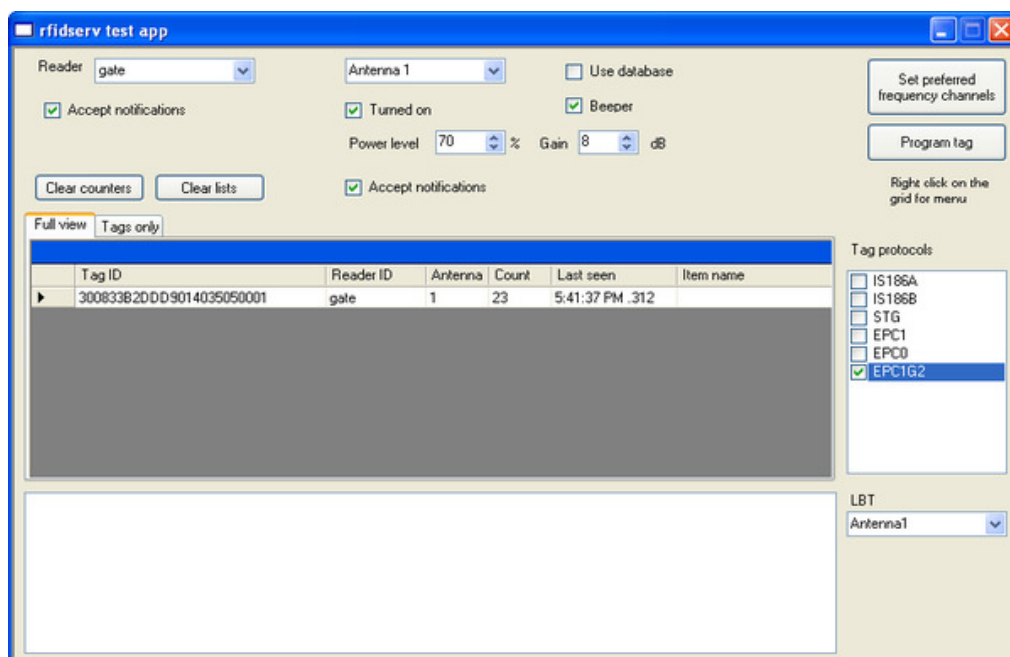 rfidserv test app
Reader gate
Antenna 1
Use database
Set preferred
frequency channels
Accept notifications
Turned on
Beeper
Power level 70 % Gain 8 dB
Program tag
Clear counters
Clear lists
Accept notifications
Right click on the
grid for menu
Full view
Tags only
Tag protocols
Tag ID Reader ID Antenna Count Last seen Item name
300833B2DDD9014035050001 gate 1 23 5:41:37 PM .312
IS186A
IS186B
STG
EPC1
EPC0
EPC1G2
LBT
Antenna1